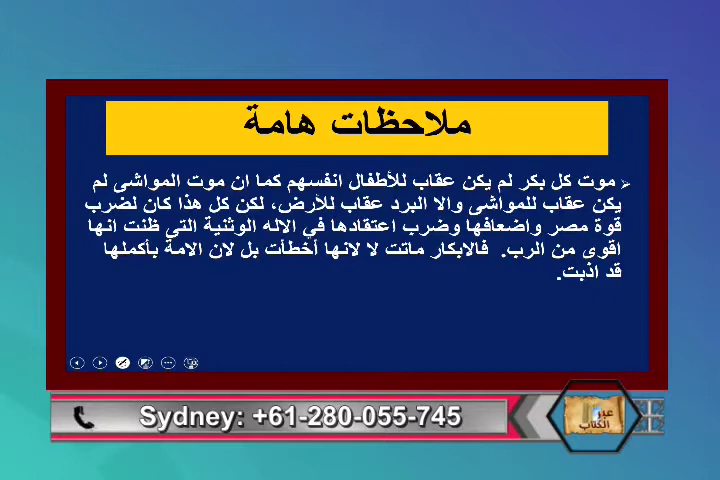 ملاحظات هامة
موت كل بكر لم يكن عقاب للأطفال انفسهم كما ان موت المواشى لم
يكن عقاب للمواشى والا البرد عقاب للأرض، لكن كل هذا كان لضرب
قوة مصر واضعافها وضرب اعتقادها في الاله الوثنية التي ظنت انها
اقوى من الرب. فالابكار ماتت لا لانها أخطأت بل لان الامة بأكملها
قد اذبت.
Sydney: +61-280-055-745
عبر
الكتاب